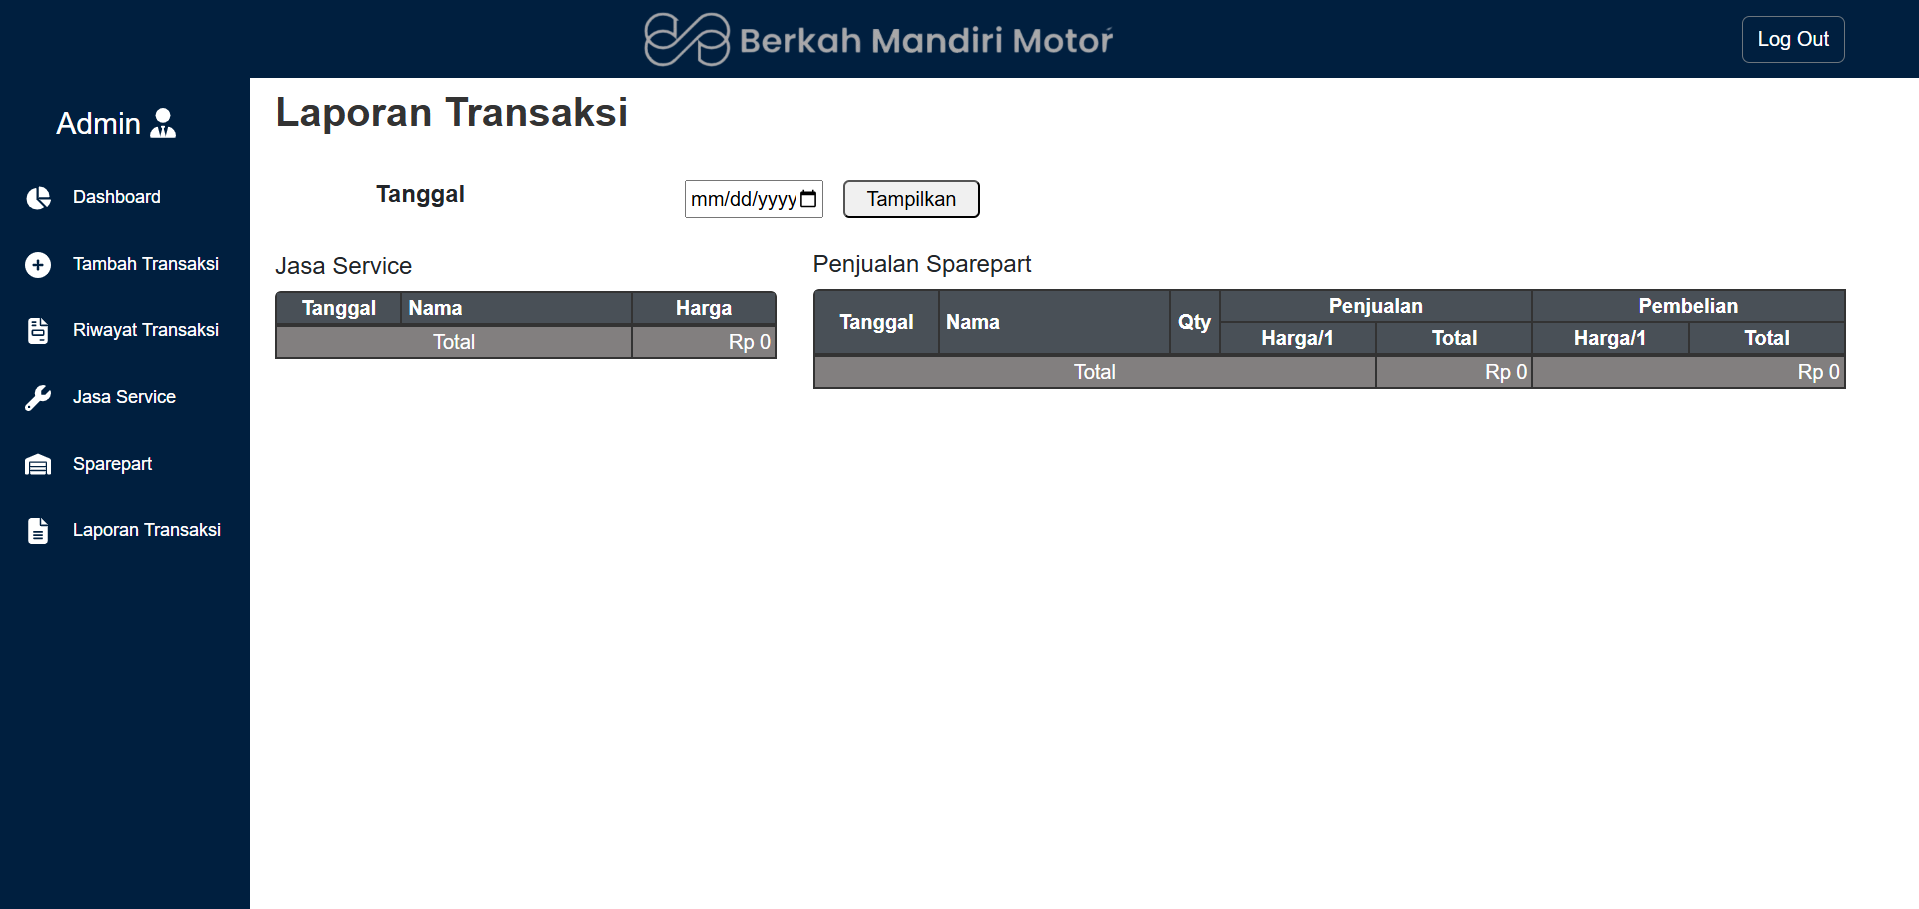 Berkah Mandiri Motor
Log Out
Admin
Dashboard
Tambah Transaksi
Riwayat Transaksi
Jasa Service
Sparepart
Laporan Transaksi
Laporan Transaksi
Tanggal mm/dd/yyyy Tampilkan
Jasa Service
Tanggal Nama Harga
Total Rp 0
Penjualan Sparepart
Tanggal Nama Qty Penjualan Pembelian
Harga/1 Total Harga/1 Total
Total Rp 0 Rp 0